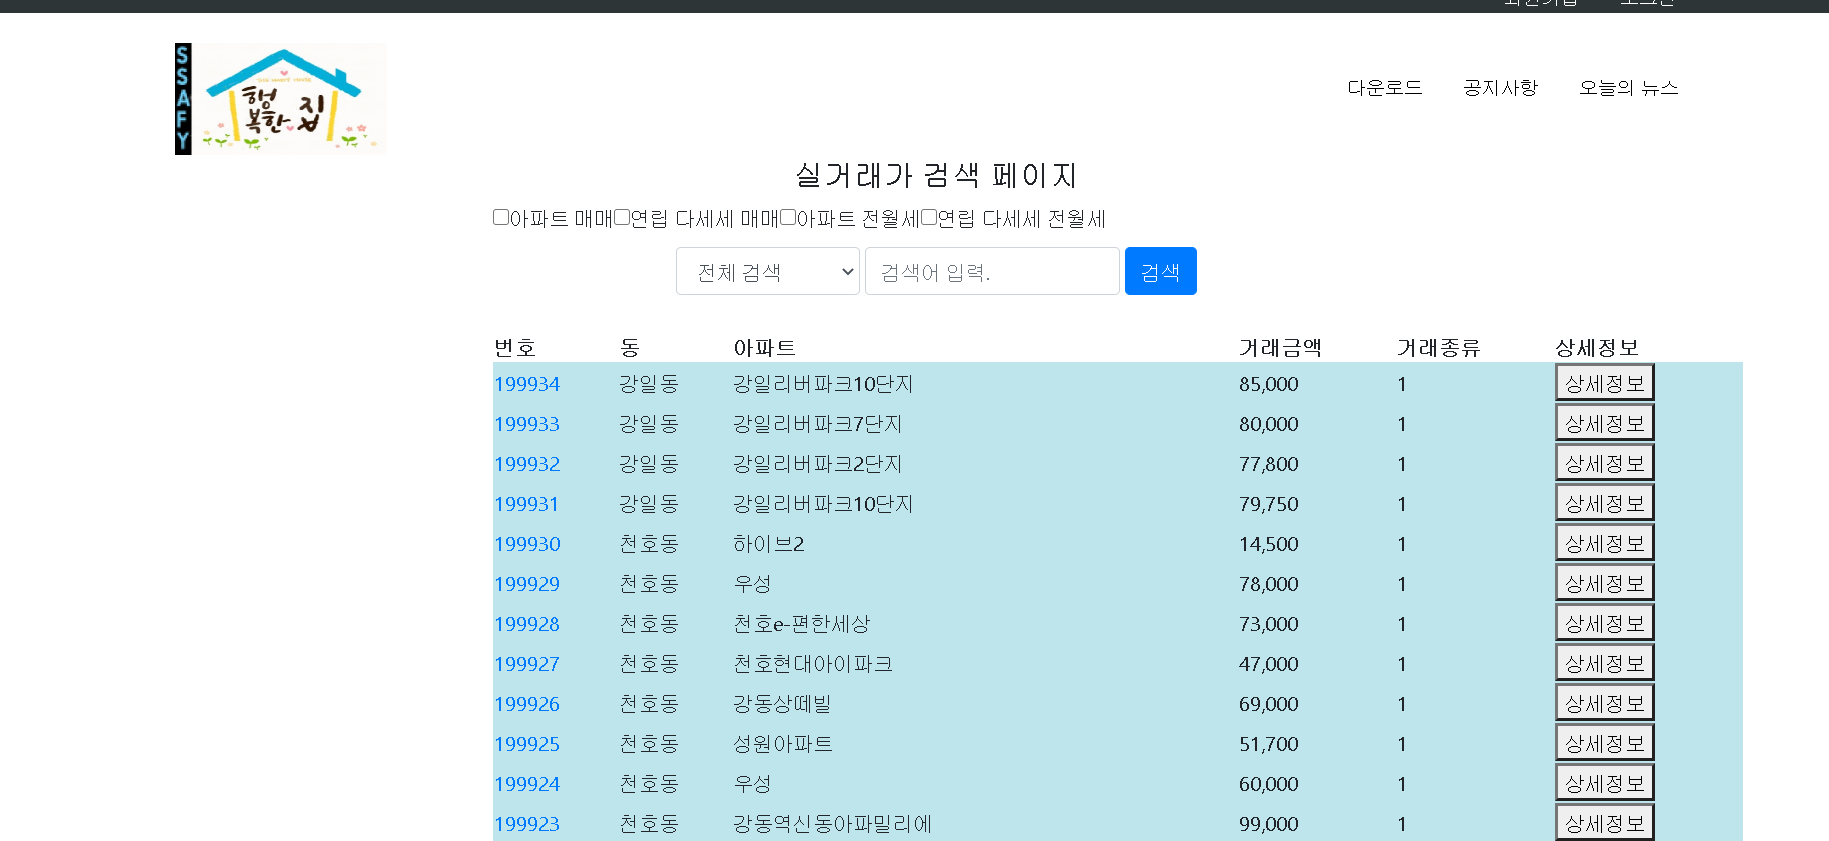 회원가입 로그인
SSAFY
행복한 집
다운로드 공지사항 오늘의 뉴스
실거래가 검색 페이지
아파트 매매 연립 다세세 매매 아파트 전월세 연립 다세세 전월세
전체 검색 검색어 입력. 검색
번호 동 아파트 거래금액 거래종류 상세정보
199934 강일동 강일리버파크10단지 85,000 1 상세정보
199933 강일동 강일리버파크7단지 80,000 1 상세정보
199932 강일동 강일리버파크2단지 77,800 1 상세정보
199931 강일동 강일리버파크10단지 79,750 1 상세정보
199930 천호동 하이브2 14,500 1 상세정보
199929 천호동 우성 78,000 1 상세정보
199928 천호동 천호e-편한세상 73,000 1 상세정보
199927 천호동 천호현대아이파크 47,000 1 상세정보
199926 천호동 강동상떼빌 69,000 1 상세정보
199925 천호동 성원아파트 51,700 1 상세정보
199924 천호동 우성 60,000 1 상세정보
199923 천호동 강동역신동아파밀리에 99,000 1 상세정보